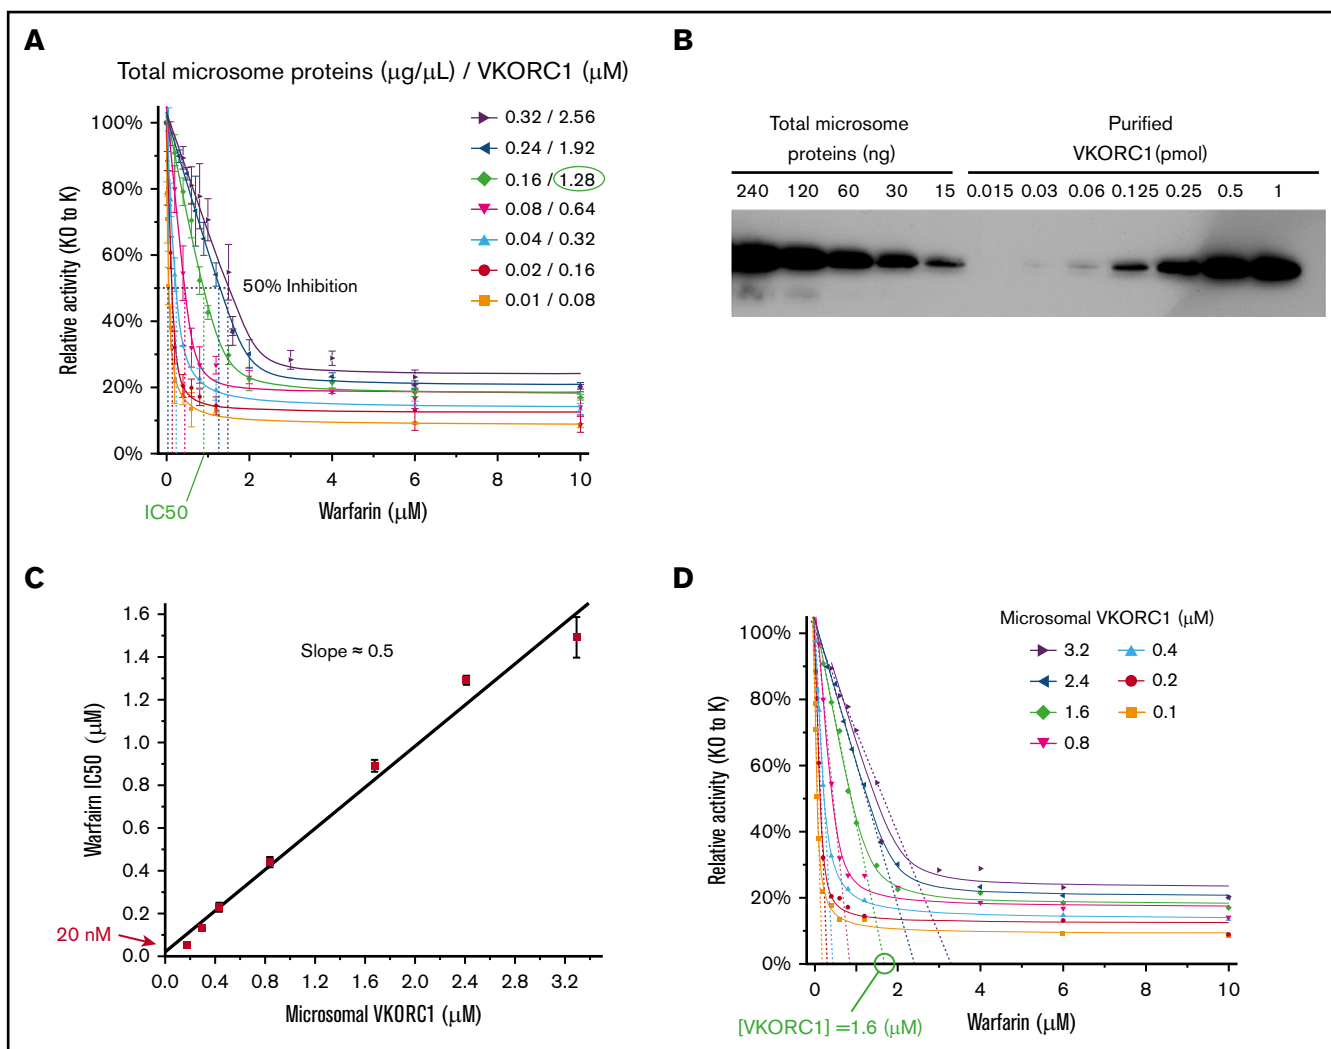 A
Total microsome proteins (μg/μL) / VKORC1 (μM)
Relative activity (KO to K)
100%
80%
60%
40%
20%
0%
0.32 / 2.56
0.24 / 1.92
0.16 / 1.28
0.08 / 0.64
0.04 / 0.32
0.02 / 0.16
0.01 / 0.08
50% Inhibition
0 2 4 6 8 10
IC50
Warfarin (μM)
B
Total microsome proteins (ng)
Purified VKORC1(pmol)
240 120 60 30 15 0.015 0.03 0.06 0.125 0.25 0.5 1
C
Warfairn IC50 (μM)
1.6
1.4
1.2
1.0
0.8
0.6
0.4
0.2
0.0
Slope ≈ 0.5
20 nM
0.0 0.4 0.8 1.2 1.6 2.0 2.4 2.8 3.2
Microsomal VKORC1 (μM)
D
Relative activity (KO to K)
100%
80%
60%
40%
20%
0%
Microsomal VKORC1 (μM)
3.2 0.4
2.4 0.2
1.6 0.1
0.8
0 2 4 6 8 10
[VKORC1] =1.6 (μM)
Warfarin (μM)